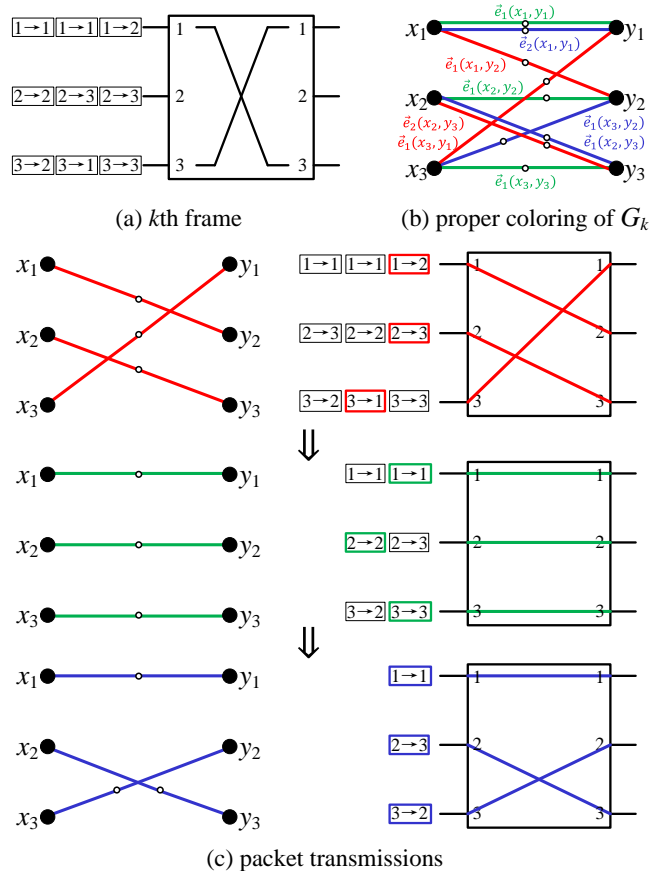 1→1 1→1 1→2 1 1
2→2 2→3 2→3 2 2
3→2 3→1 3→3 3 3
(a) kth frame
x₁ e⃗₁(x₁, y₁) y₁
e⃗₂(x₁, y₁)
e⃗₁(x₁, y₂)
x₂ e⃗₁(x₂, y₂) y₂
e⃗₂(x₂, y₃) e⃗₁(x₃, y₂)
e⃗₁(x₃, y₁) e⃗₁(x₂, y₃)
x₃ e⃗₁(x₃, y₃) y₃
(b) proper coloring of Gₖ
x₁ y₁ 1→1 1→1 1→2 1 1
x₂ y₂ 2→3 2→2 2→3 2 2
x₃ y₃ 3→2 3→1 3→3 3 3
⇓ ⇓
x₁ y₁ 1→1 1→1 1 1
x₂ y₂ 2→2 2→3 2 2
x₃ y₃ 3→2 3→3 3 3
⇓ ⇓
x₁ y₁ 1→1 1 1
x₂ y₂ 2→3 2 2
x₃ y₃ 3→2 3 3
(c) packet transmissions